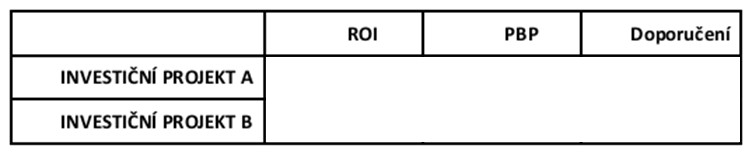 ROI PBP Doporučení
INVESTIČNÍ PROJEKT A
INVESTIČNÍ PROJEKT B